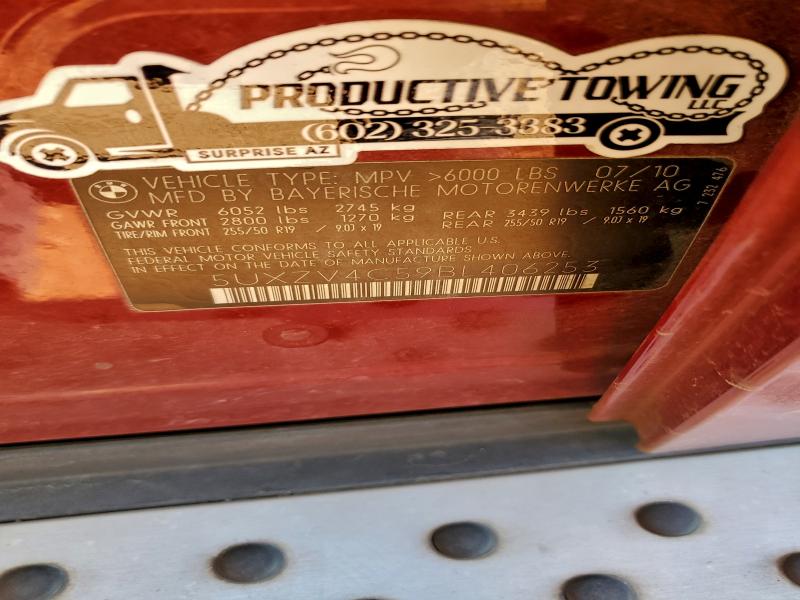 PRODUCTIVE TOWING LLC
(602) 325-3383
SURPRISE AZ
VEHICLE TYPE: MPV >6000 LBS 07/10
MFD BY BAYERISCHE MOTORENWERKE AG
GVWR 6052 lbs 2745 kg
GAWR FRONT 2800 lbs 1270 kg REAR 3439 lbs 1560 kg
TIRE/RIM FRONT 255/50 R19 / 9.0J x 19 REAR 255/50 R19 / 9.0J x 19
THIS VEHICLE CONFORMS TO ALL APPLICABLE U.S.
FEDERAL MOTOR VEHICLE SAFETY STANDARDS
IN EFFECT ON THE DATE OF MANUFACTURE SHOWN ABOVE.
5UXZV4C59BL406253
7 232 476